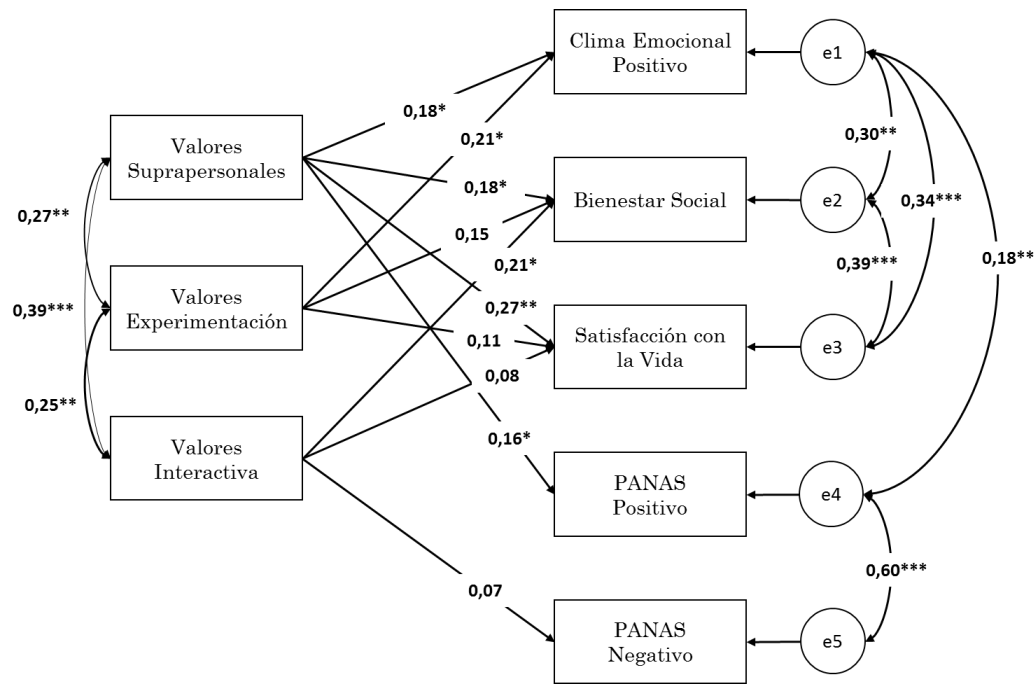 Clima Emocional
Positivo
e1
0,18*
0,21*
0,30**
Valores
Suprapersonales
0,18*
Bienestar Social
e2
0,34***
0,27**
0,15
0,21*
0,39***
0,18**
Valores
Experimentación
0,39***
0,27**
0,11
Satisfacción con
la Vida
e3
0,08
0,25**
Valores
Interactiva
0,16*
PANAS
Positivo
e4
0,60***
0,07
PANAS
Negativo
e5